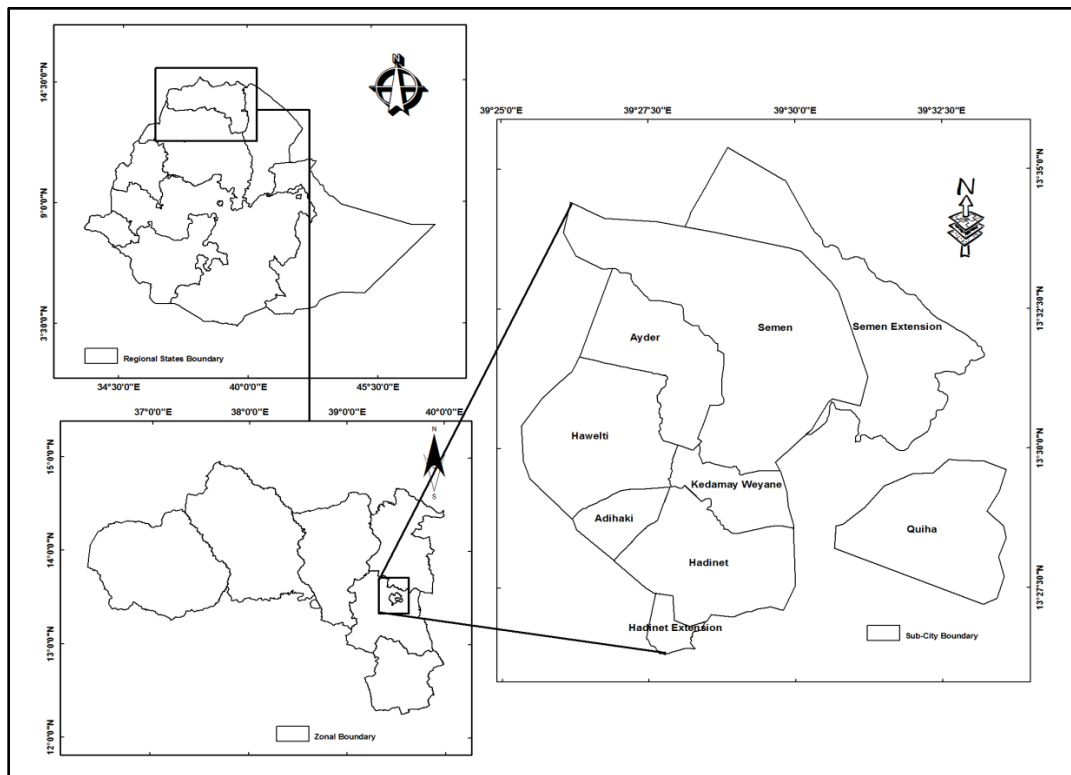 N
14°30'0"N
9°0'0"N
3°30'0"N
Regional States Boundary
34°30'0"E
40°0'0"E
45°30'0"E
37°0'0"E
38°0'0"E
39°0'0"E
40°0'0"E
N
S
15°0'0"N
14°0'0"N
13°0'0"N
12°0'0"N
Zonal Boundary
39°25'0"E
39°27'30"E
39°30'0"E
39°32'30"E
N
13°35'0"N
13°32'30"N
13°30'0"N
13°27'30"N
Semen
Semen Extension
Ayder
Hawelti
Kedamay Weyane
Adihaki
Quiha
Hadinet
Hadinet Extension
Sub-City Boundary